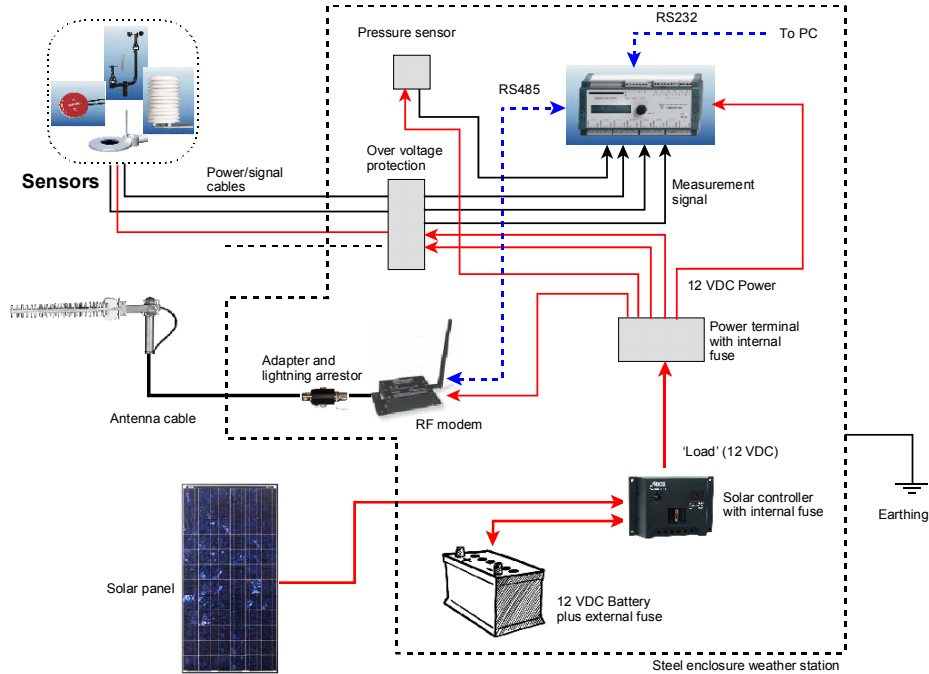 RS232
To PC
Pressure sensor
RS485
Over voltage
protection
Sensors
Power/signal
cables
Measurement
signal
12 VDC Power
Power terminal
with internal
fuse
Adapter and
lightning arrestor
Antenna cable
RF modem
'Load' (12 VDC)
Solar controller
with internal fuse
Earthing
Solar panel
12 VDC Battery
plus external fuse
Steel enclosure weather station